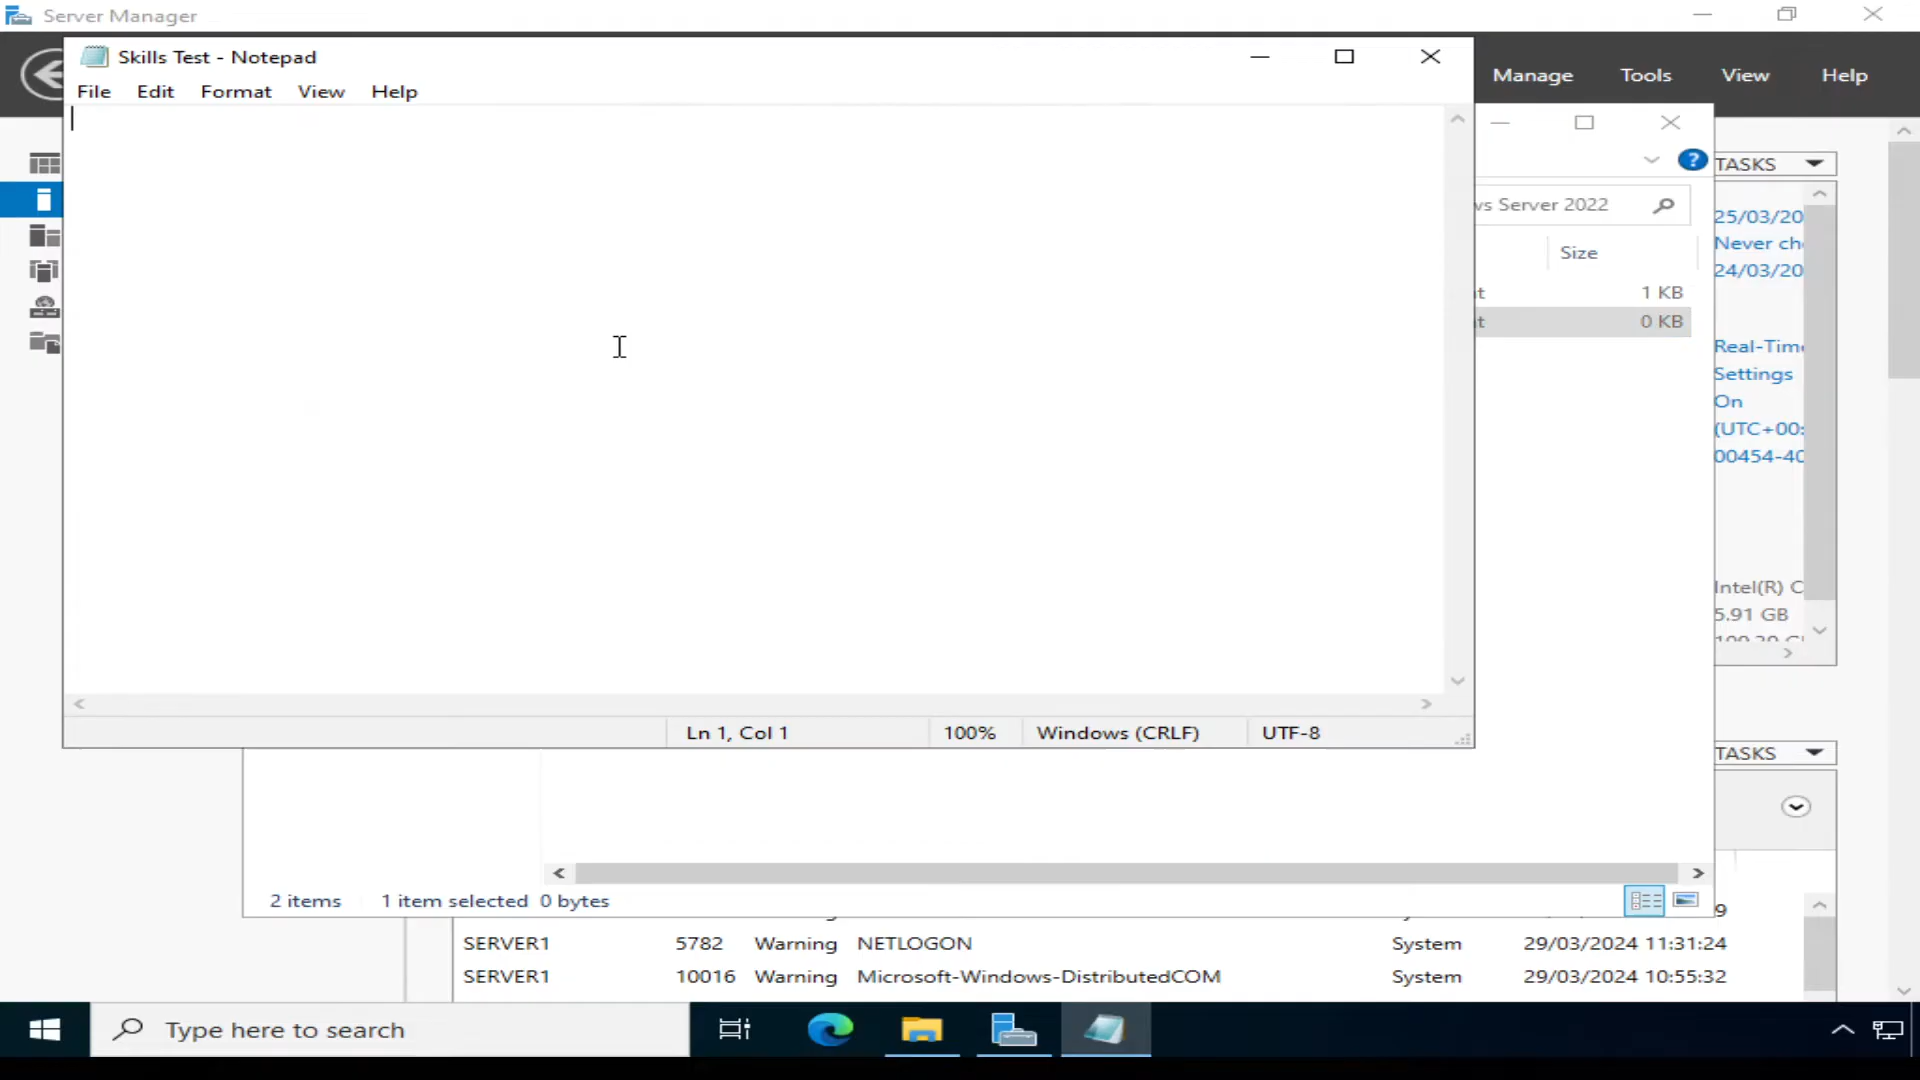 Server Manager
Skills Test - Notepad
File Edit Format View Help
Manage Tools View Help
TASKS
Server 2022
Size
1 KB
0 KB
25/03/20
Never ch
24/03/20
Real-Time
Settings
On
(UTC+00:
00454-40
Intel(R) C
5.91 GB
Ln 1, Col 1 100% Windows (CRLF) UTF-8
TASKS
2 items 1 item selected 0 bytes
SERVER1 5782 Warning NETLOGON System 29/03/2024 11:31:24
SERVER1 10016 Warning Microsoft-Windows-DistributedCOM System 29/03/2024 10:55:32
Type here to search